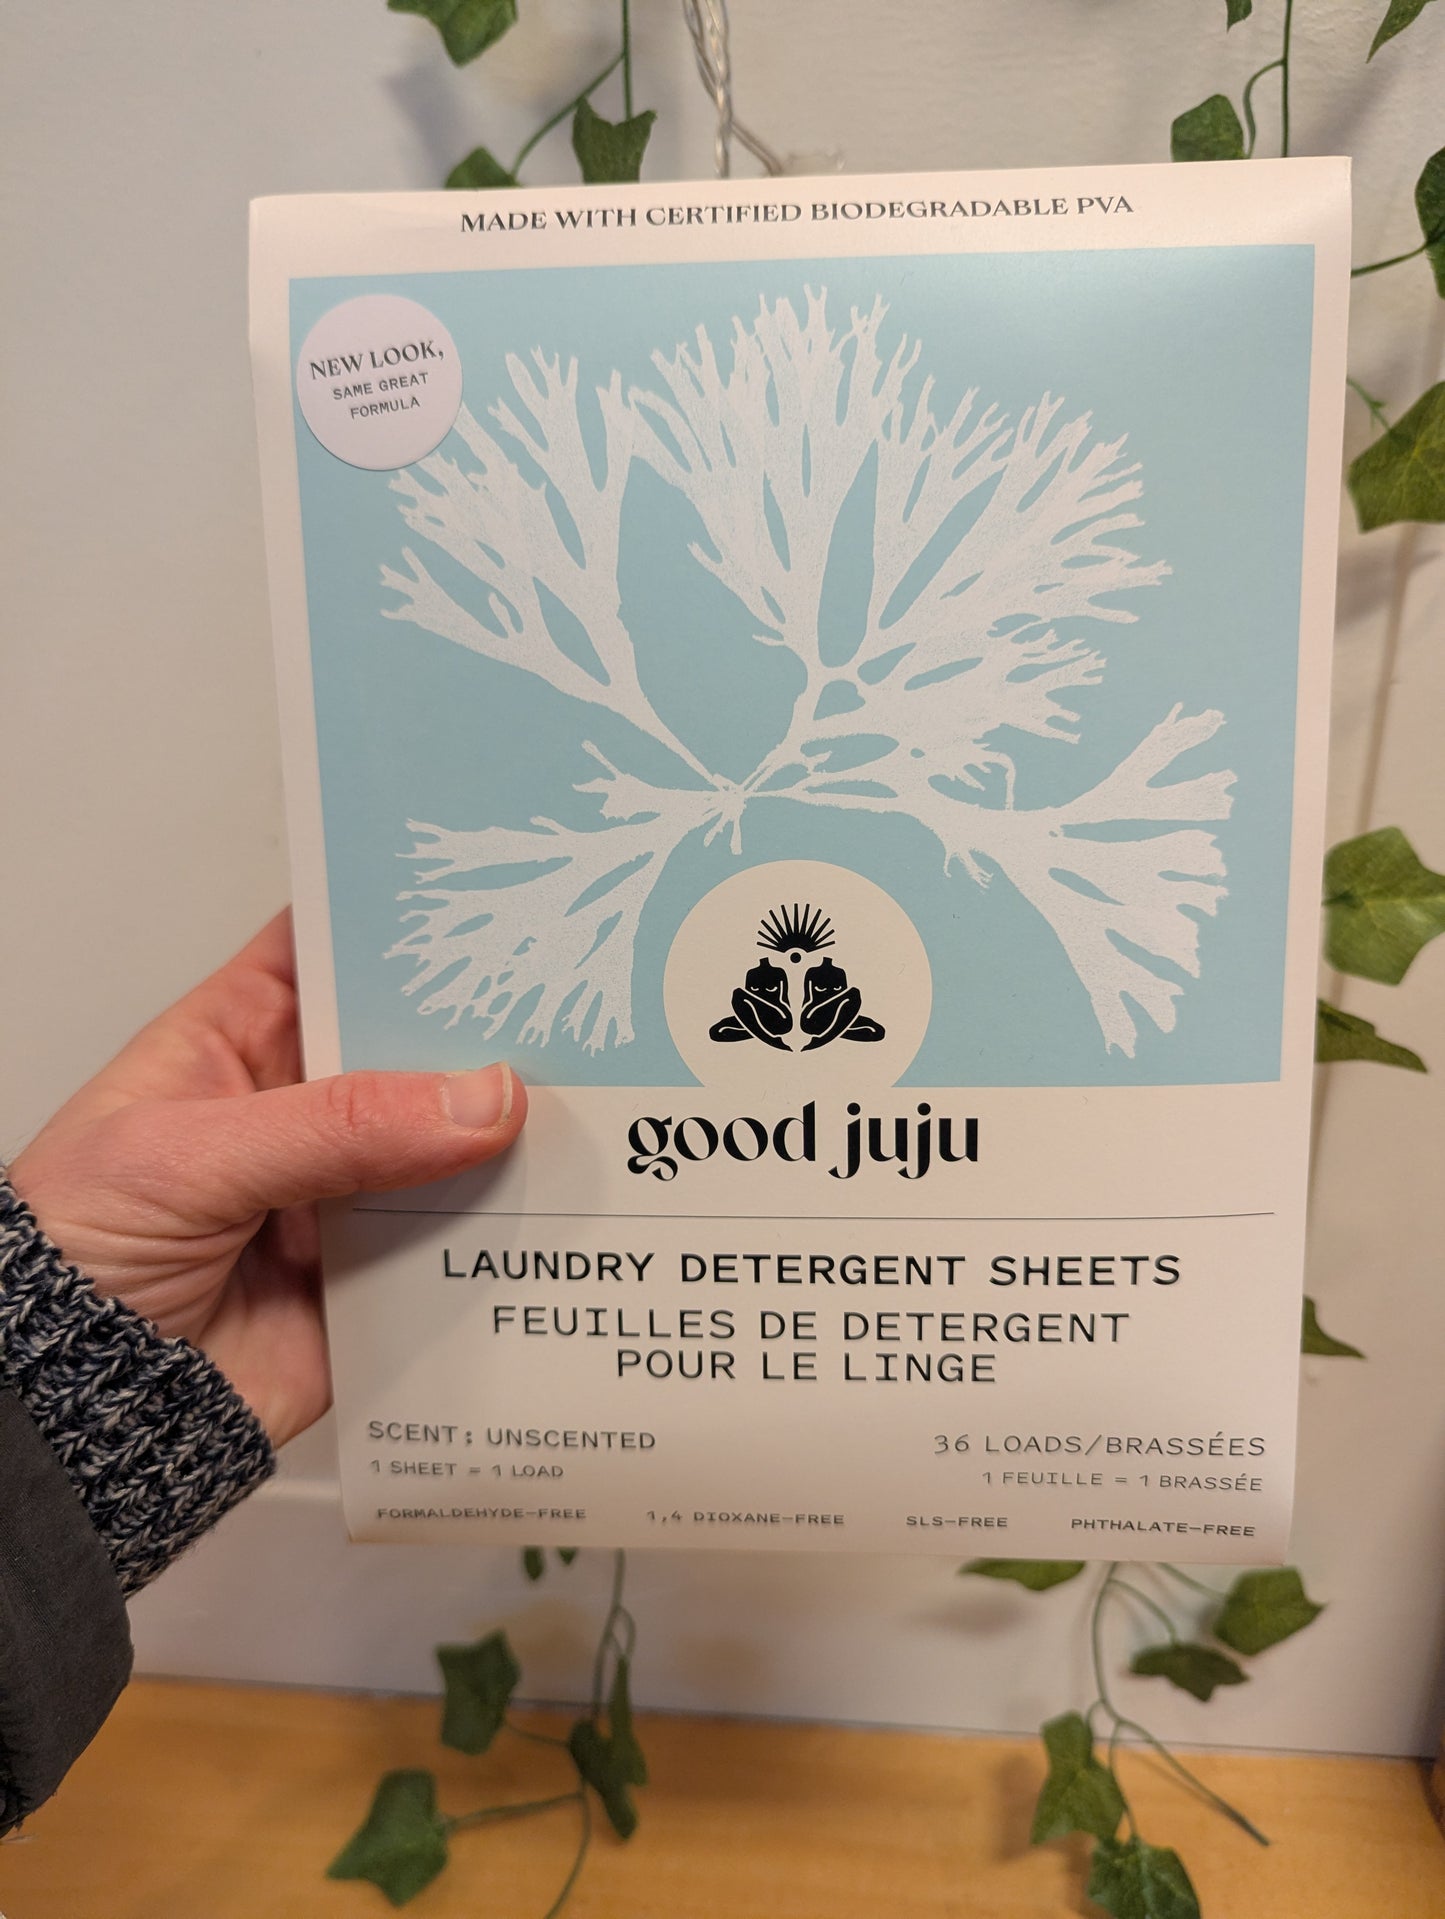 MADE WITH CERTIFIED BIODEGRADABLE PVA
NEW LOOK,
SAME GREAT
FORMULA
good juju
LAUNDRY DETERGENT SHEETS
FEUILLES DE DETERGENT
POUR LE LINGE
SCENT: UNSCENTED
1 SHEET = 1 LOAD
36 LOADS/BRASSÉES
1 FEUILLE = 1 BRASSÉE
FORMALDEHYDE-FREE 1,4 DIOXANE-FREE SLS-FREE PHTHALATE-FREE